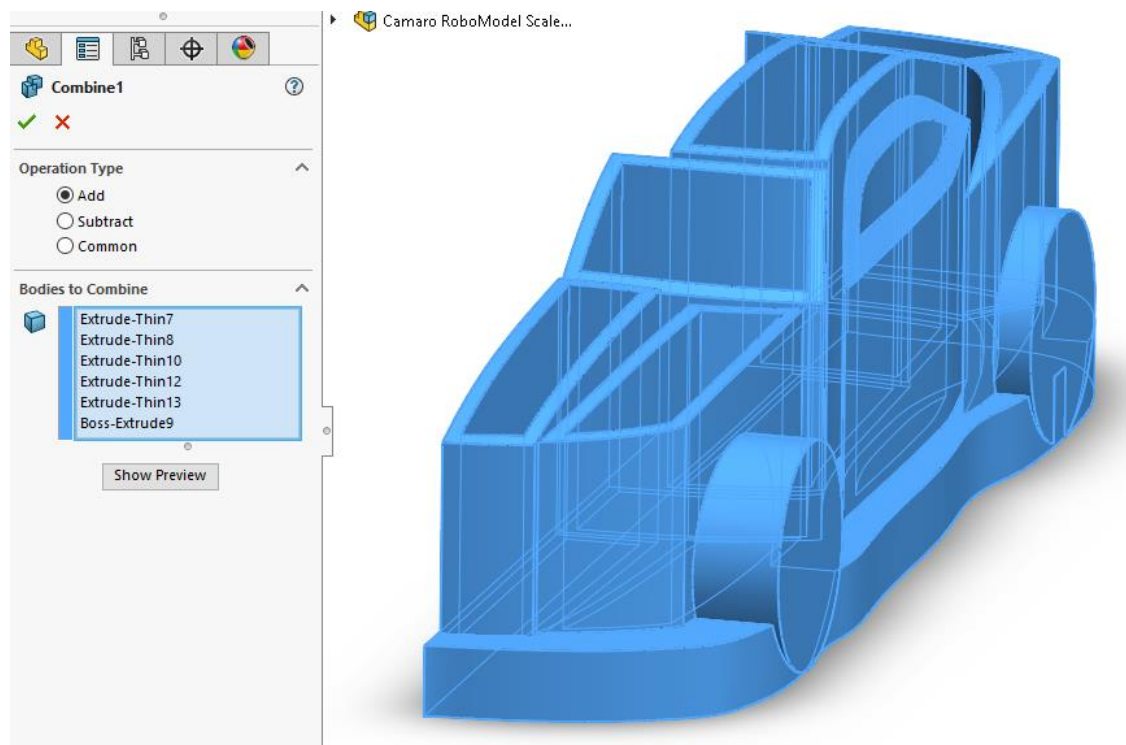 Camaro RoboModel Scale...
Combine1
Operation Type
Add
Subtract
Common
Bodies to Combine
Extrude-Thin7
Extrude-Thin8
Extrude-Thin10
Extrude-Thin12
Extrude-Thin13
Boss-Extrude9
Show Preview